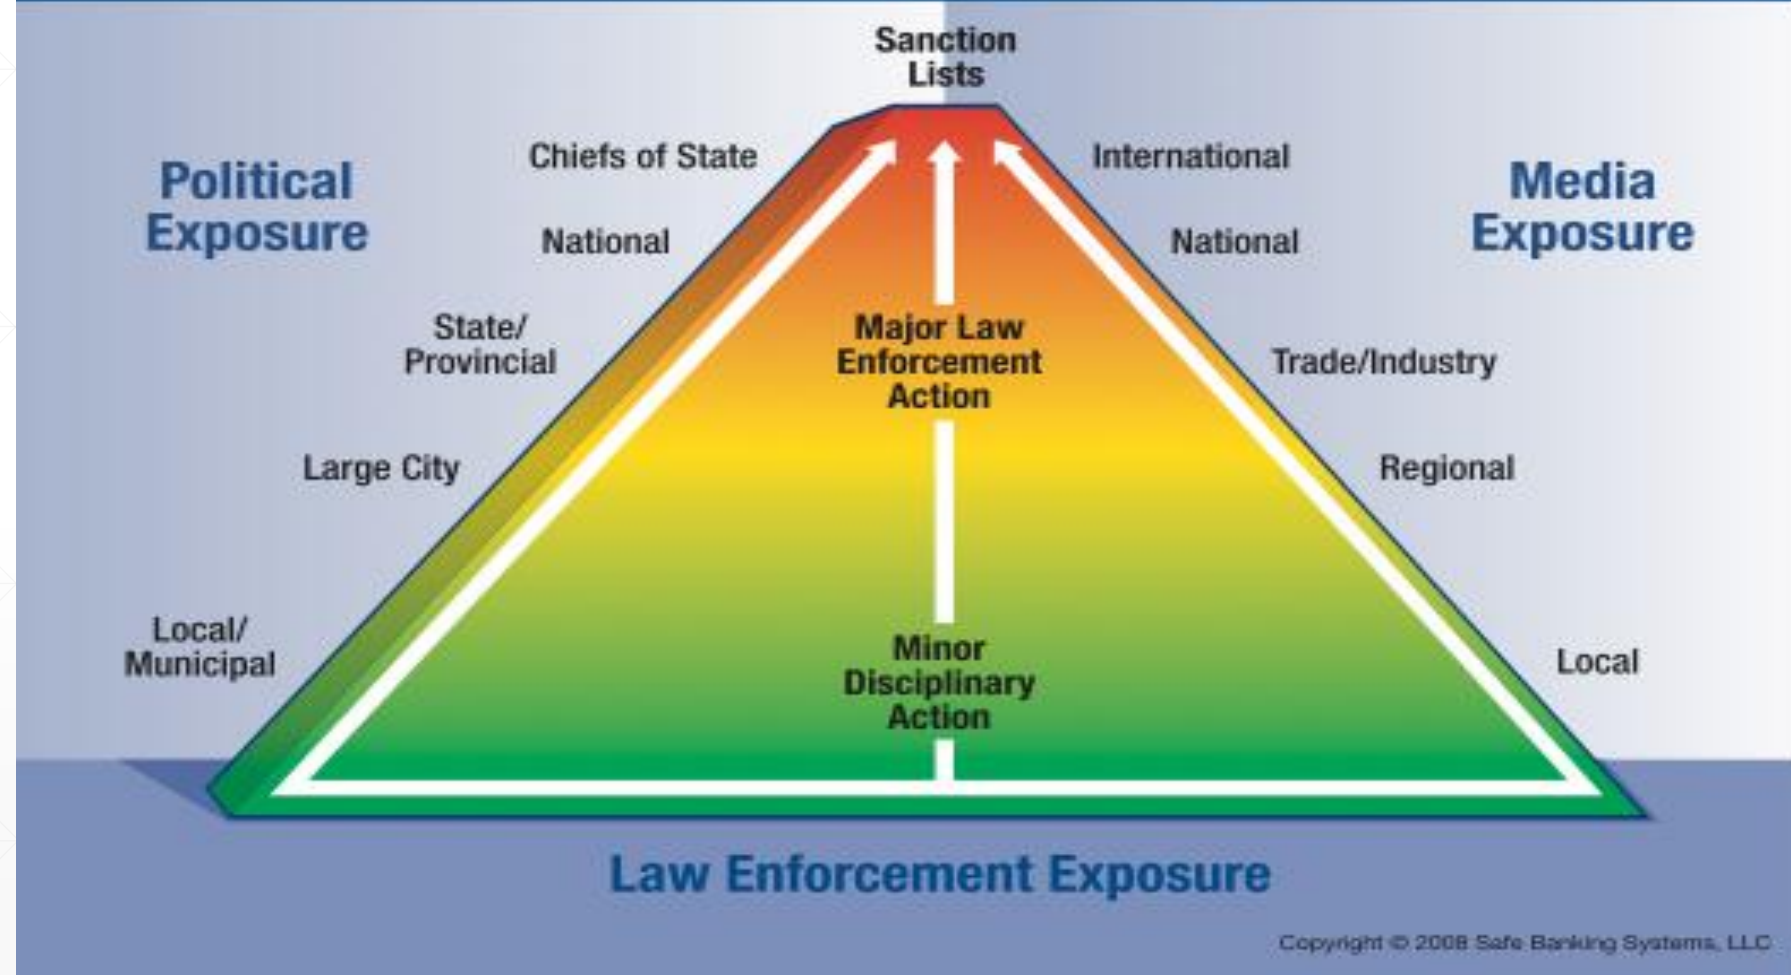 Sanction
Lists
Political
Exposure
Chiefs of State
National
State/
Provincial
Large City
Local/
Municipal
Major Law
Enforcement
Action
Minor
Disciplinary
Action
Media
Exposure
International
National
Trade/Industry
Regional
Local
Law Enforcement Exposure
Copyright © 2008 Safe Banking Systems, LLC